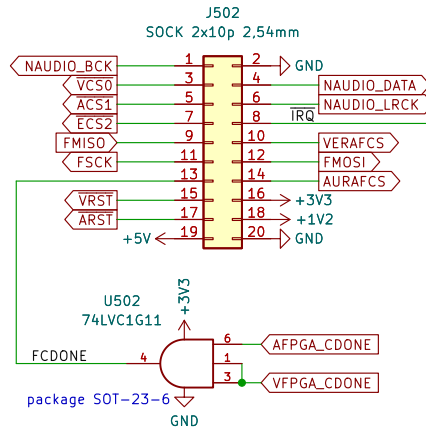 J502
SOCK 2x10p 2,54mm
NAUDIO_BCK 1 2 GND
VCS0 3 4 NAUDIO_DATA
ACS1 5 6 NAUDIO_LRCK
ECS2 7 8 IRQ
FMISO 9 10 VERAFCS
FSCK 11 12 FMOSI
13 14 AURAFCS
VRST 15 16 +3V3
ARST 17 18 +1V2
+5V 19 20 GND
U502
74LVC1G11
+3V3
FCDONE 4
6 AFPGA_CDONE
1
3 VFPGA_CDONE
package SOT-23-6
GND